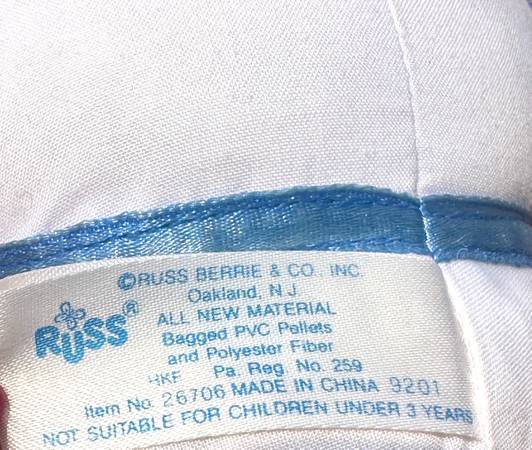 ©RUSS BERRIE & CO. INC.
Oakland, N.J.
RUSS®
ALL NEW MATERIAL
Bagged PVC Pellets
and Polyester Fiber
HKF Pa. Reg. No. 259
Item No. 26706 MADE IN CHINA 9201
NOT SUITABLE FOR CHILDREN UNDER 3 YEARS